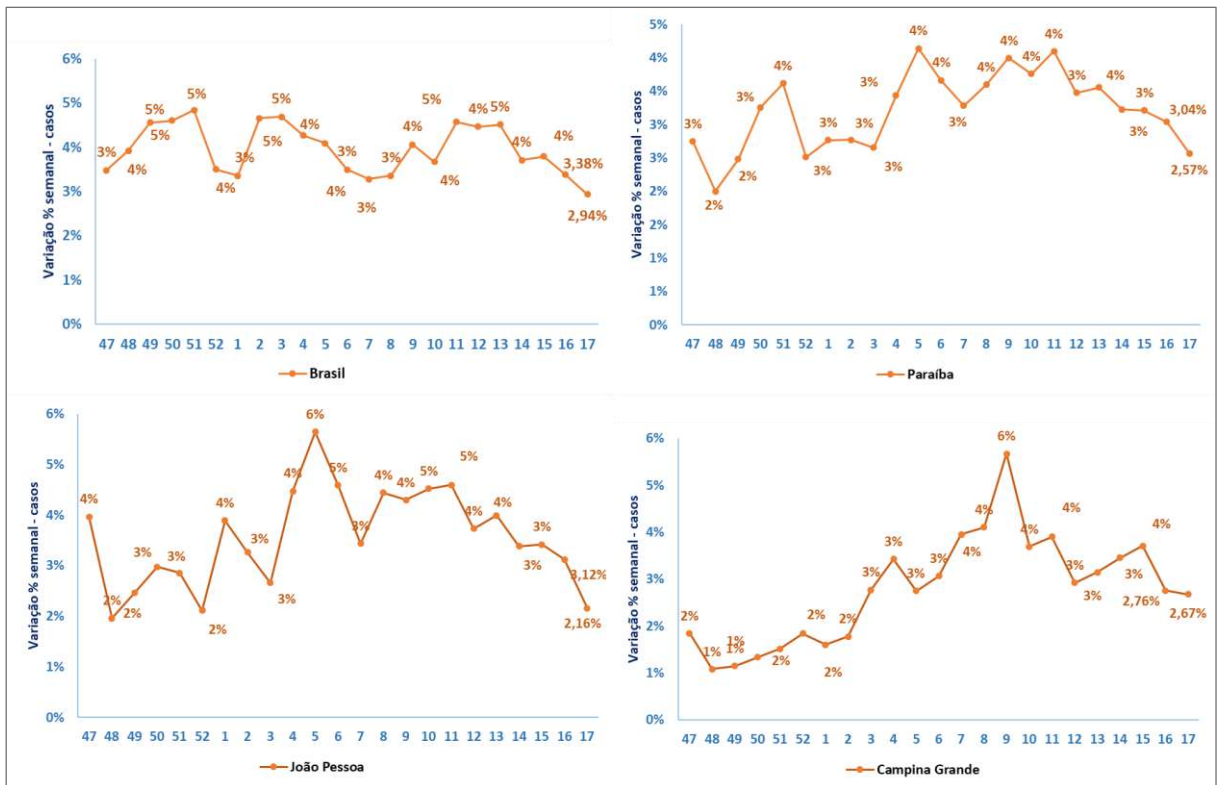 Variação % semanal - casos
6%
5%
4%
3%
2%
1%
0%
3% 4% 5% 5% 5% 4% 3% 5% 5% 4% 4% 3% 3% 3% 4% 4% 5% 4% 5% 4% 4% 3,38% 2,94%
47 48 49 50 51 52 1 2 3 4 5 6 7 8 9 10 11 12 13 14 15 16 17
Brasil
Variação % semanal - casos
5%
4%
4%
3%
3%
2%
2%
1%
1%
0%
3% 2% 2% 3% 4% 3% 3% 3% 3% 3% 4% 4% 3% 4% 4% 4% 4% 3% 4% 3% 3% 3,04% 2,57%
47 48 49 50 51 52 1 2 3 4 5 6 7 8 9 10 11 12 13 14 15 16 17
Paraíba
Variação % semanal - casos
6%
5%
4%
3%
2%
1%
0%
4% 2% 2% 3% 3% 2% 4% 3% 3% 4% 6% 5% 3% 4% 4% 5% 5% 4% 4% 3% 3% 3,12% 2,16%
47 48 49 50 51 52 1 2 3 4 5 6 7 8 9 10 11 12 13 14 15 16 17
João Pessoa
Variação % semanal - casos
6%
5%
4%
3%
2%
1%
0%
2% 1% 1% 1% 2% 2% 2% 2% 3% 3% 3% 3% 4% 4% 6% 4% 4% 3% 3% 3% 4% 2,76% 2,67%
47 48 49 50 51 52 1 2 3 4 5 6 7 8 9 10 11 12 13 14 15 16 17
Campina Grande